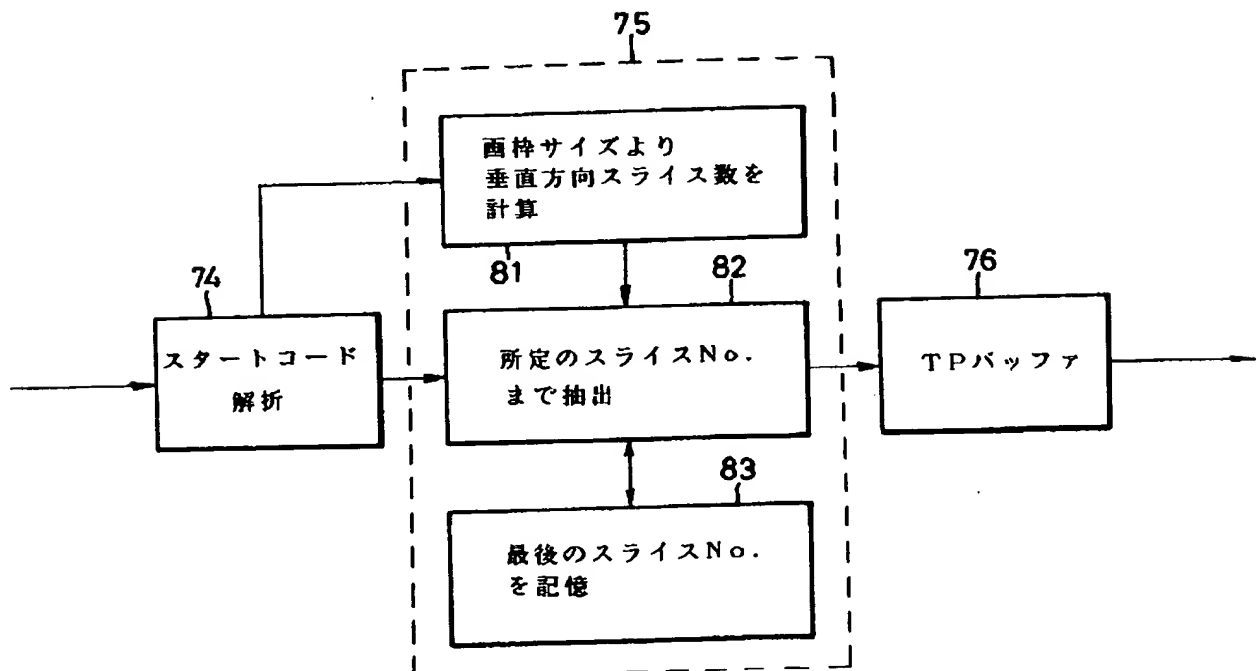 75
画枠サイズより
垂直方向スライス数を
計算
81
82
74
76
スタートコード
解折
所定のスライスNo.
まで抽出
TPバッファ
83
最後のスライスNo.
を記憶